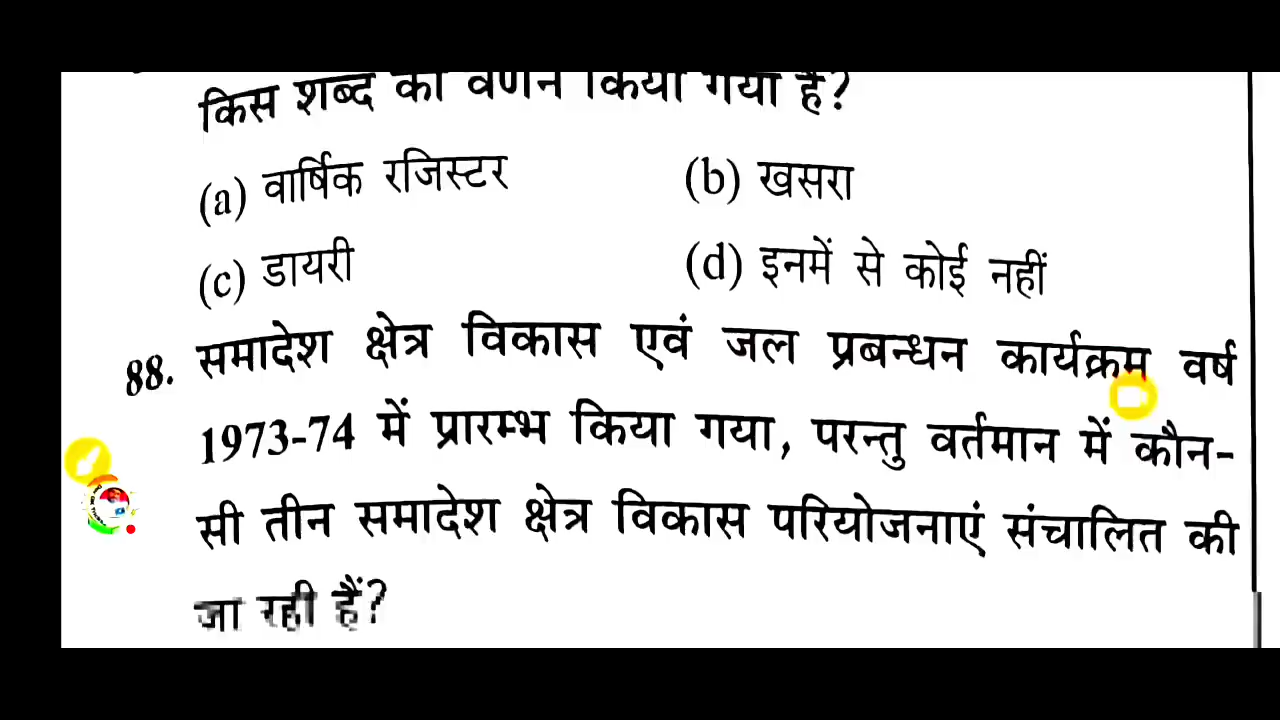 किस शब्द का वर्णन किया गया है?
(a) वार्षिक रजिस्टर (b) खसरा
(c) डायरी (d) इनमें से कोई नहीं
88. समादेश क्षेत्र विकास एवं जल प्रबन्धन कार्यक्रम वर्ष
1973-74 में प्रारम्भ किया गया, परन्तु वर्तमान में कौन-
सी तीन समादेश क्षेत्र विकास परियोजनाएं संचालित की
जा रही हैं?